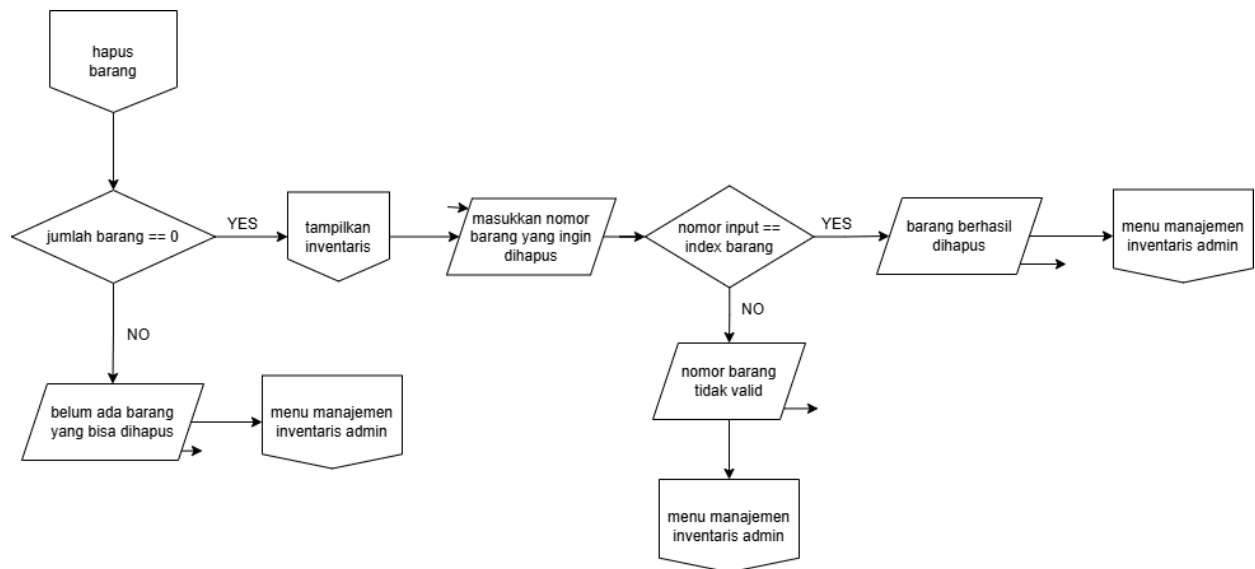 hapus
barang
jumlah barang == 0
YES
tampilkan
inventaris
masukkan nomor
barang yang ingin
dihapus
nomor input ==
index barang
YES
barang berhasil
dihapus
menu manajemen
inventaris admin
NO
NO
nomor barang
tidak valid
belum ada barang
yang bisa dihapus
menu manajemen
inventaris admin
menu manajemen
inventaris admin